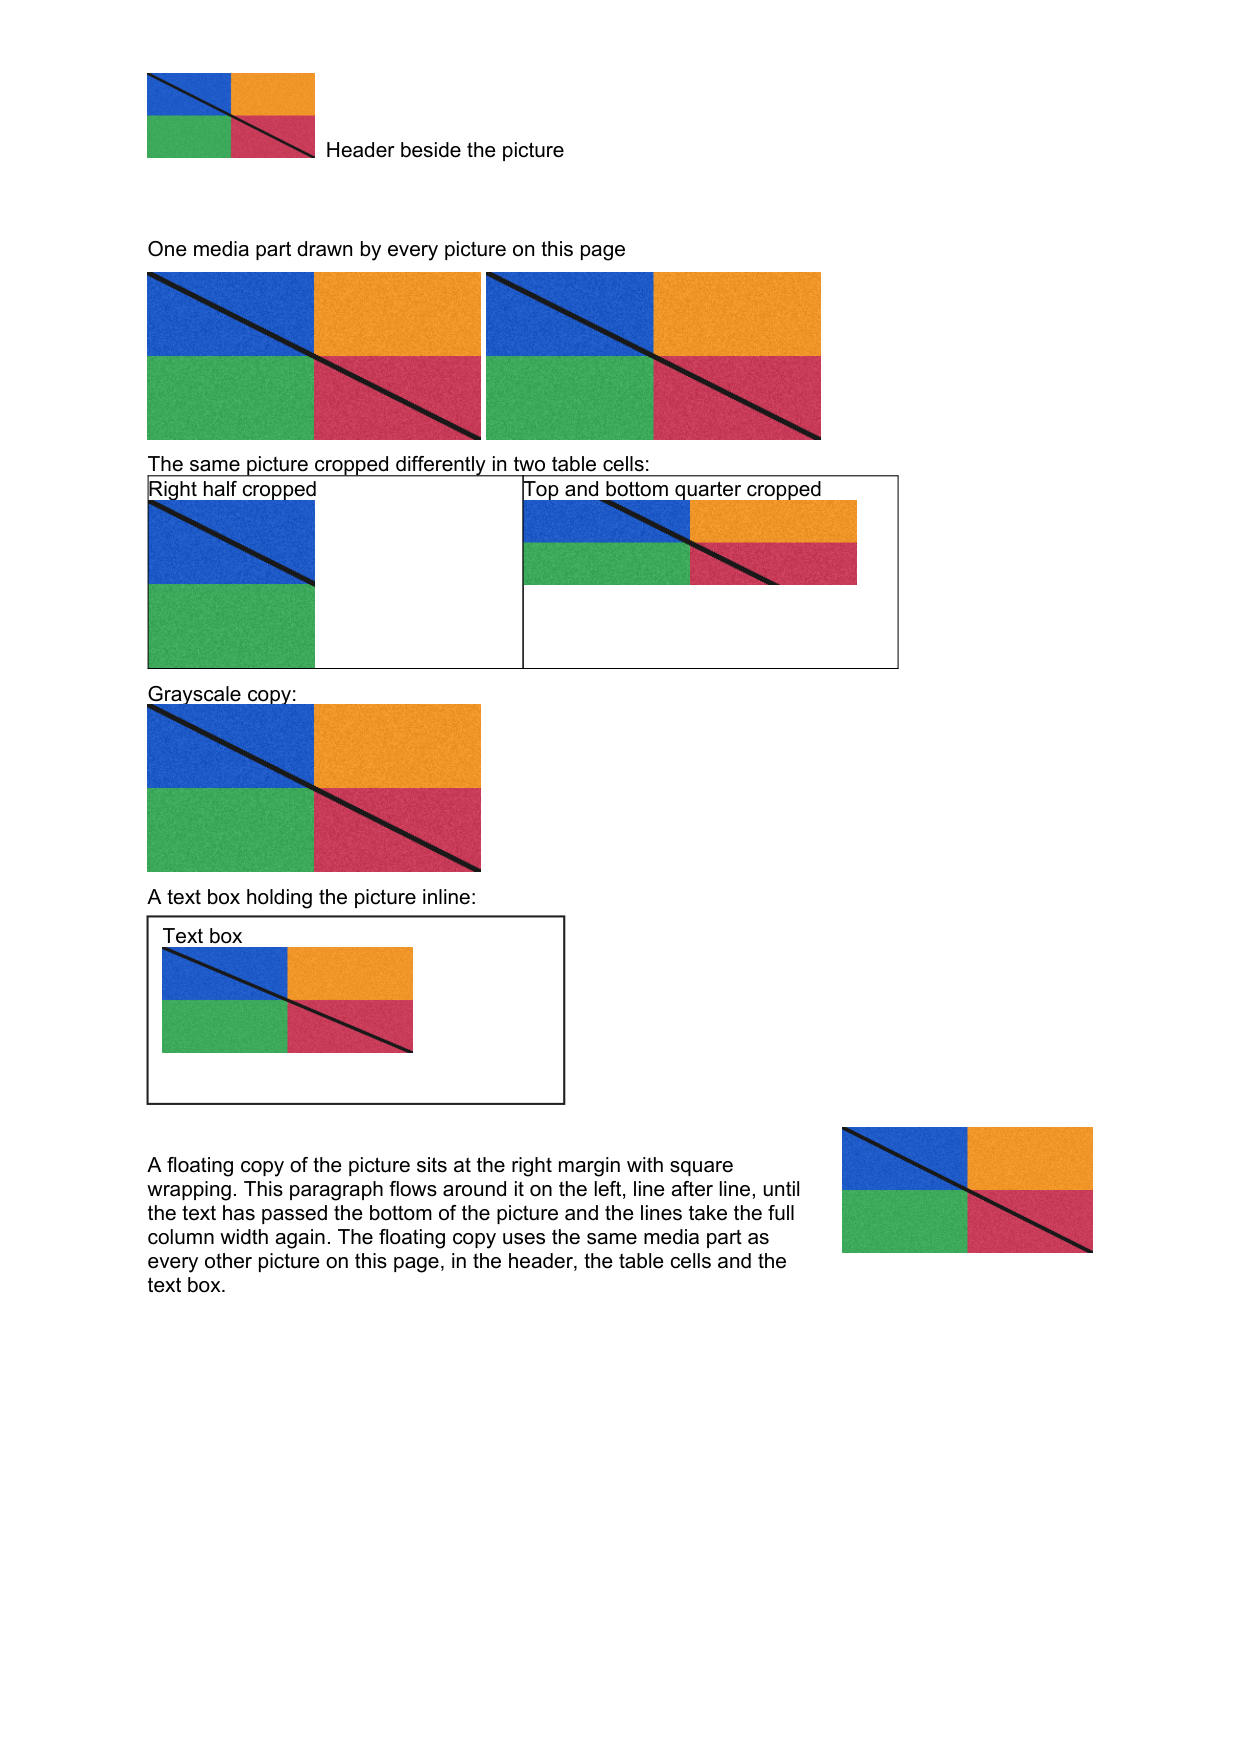 Header beside the picture
One media part drawn by every picture on this page
The same picture cropped differently in two table cells:
Right half cropped
Top and bottom quarter cropped
Grayscale copy:
A text box holding the picture inline:
Text box
A floating copy of the picture sits at the right margin with square
wrapping. This paragraph flows around it on the left, line after line, until
the text has passed the bottom of the picture and the lines take the full
column width again. The floating copy uses the same media part as
every other picture on this page, in the header, the table cells and the
text box.